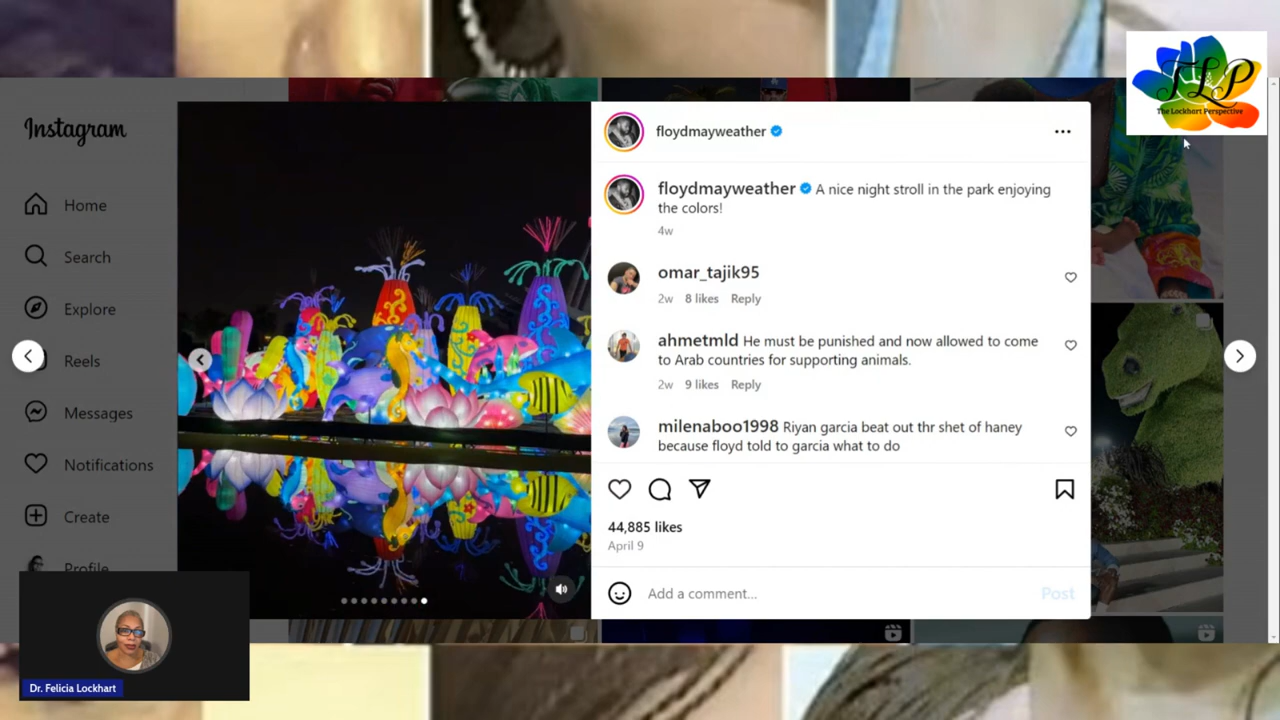 TLP
The Lockhart Perspective
Instagram
Home
Search
Explore
Reels
Messages
Notifications
Create
Profile
floydmayweather
floydmayweather A nice night stroll in the park enjoying
the colors!
4w
omar_tajik95
2w 8 likes Reply
ahmetmld He must be punished and now allowed to come
to Arab countries for supporting animals.
2w 9 likes Reply
milenaboo1998 Riyan garcia beat out thr shet of haney
because floyd told to garcia what to do
44,885 likes
April 9
Add a comment...
Post
Dr. Felicia Lockhart